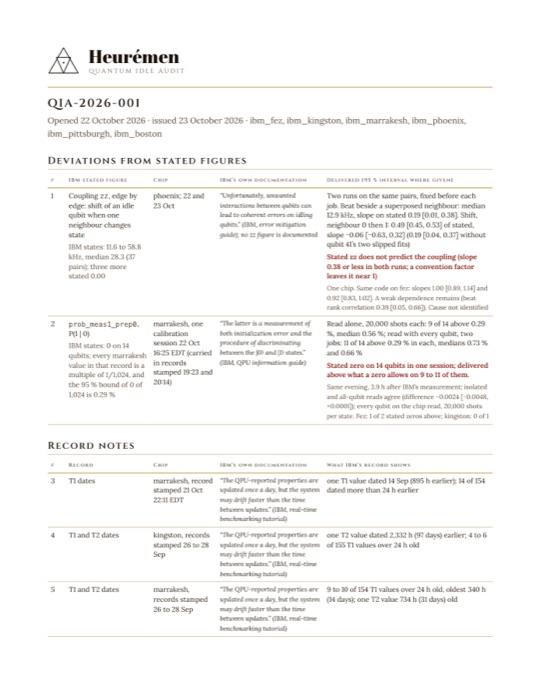 Heurémen
QUANTUM IDLE AUDIT
QIA-2026-001
Opened 22 October 2026 · issued 23 October 2026 · ibm_fez, ibm_kingston, ibm_marrakesh, ibm_phoenix,
ibm_pittsburgh, ibm_boston
DEVIATIONS FROM STATED FIGURES
# IBM STATED FIGURE CHIP IBM'S OWN DOCUMENTATION DELIVERED (95 % INTERVAL WHERE GIVEN)
1
Coupling zz, edge by
edge: shift of an idle
qubit when one
neighbour changes
state
IBM states: 11.6 to 58.8
kHz, median 28.3 (37
pairs); three more
stated 0.00
phoenix; 22 and
23 Oct
"Unfortunately, unwanted
interactions between qubits can
lead to coherent errors on idling
qubits." (IBM, error mitigation
guide); no zz figure is documented
Two runs on the same pairs, fixed before each
job. Beat beside a superposed neighbour: median
12.9 kHz, slope on stated 0.19 [0.01, 0.38]. Shift,
neighbour 0 then 1: 0.49 [0.45, 0.53] of stated,
slope −0.06 [−0.63, 0.32] (0.19 [0.04, 0.37] without
qubit 41's two slipped fits)
Stated zz does not predict the coupling (slope
0.38 or less in both runs; a convention factor
leaves it near 1)
One chip. Same code on fez: slopes 1.00 [0.89, 1.14] and
0.92 [0.83, 1.02]. A weak dependence remains (beat
rank correlation 0.39 [0.05, 0.66]). Cause not identified
2
prob_meas1_prep0,
P(1|0)
IBM states: 0 on 14
qubits; every marrakesh
value in that record is a
multiple of 1/1,024, and
the 95 % bound of 0 of
1,024 is 0.29 %
marrakesh, one
calibration
session 22 Oct
16:25 EDT (carried
in records
stamped 19:23 and
20:14)
"The latter is a measurement of
both initialization error and the
procedure of discriminating
between the |0⟩ and |1⟩ states."
(IBM, QPU information guide)
Read alone, 20,000 shots each: 9 of 14 above 0.29
%, median 0.56 %; read with every qubit, two
jobs: 11 of 14 above 0.29 % in each, medians 0.73 %
and 0.66 %
Stated zero on 14 qubits in one session; delivered
above what a zero allows on 9 to 11 of them.
Same evening, 3.9 h after IBM's measurement; isolated
and all-qubit reads agree (difference −0.0024 [−0.0048,
+0.0001]); every qubit on the chip read, 20,000 shots
per state. Fez: 1 of 2 stated zeros above; kingston: 0 of 1
RECORD NOTES
# RECORD CHIP IBM'S OWN DOCUMENTATION WHAT IBM'S RECORD SHOWS
3
T1 dates
marrakesh, record
stamped 21 Oct
22:11 EDT
"The QPU-reported properties are
updated once a day, but the system
may drift faster than the time
between updates." (IBM, real-time
benchmarking tutorial)
one T1 value dated 14 Sep (895 h earlier); 14 of 154
dated more than 24 h earlier
4
T1 and T2 dates
kingston, records
stamped 26 to 28
Sep
"The QPU-reported properties are
updated once a day, but the system
may drift faster than the time
between updates." (IBM, real-time
benchmarking tutorial)
one T2 value dated 2,332 h (97 days) earlier; 4 to 6
of 155 T1 values over 24 h old
5
T1 and T2 dates
marrakesh,
records stamped
26 to 28 Sep
"The QPU-reported properties are
updated once a day, but the system
may drift faster than the time
between updates." (IBM, real-time
benchmarking tutorial)
9 to 10 of 154 T1 values over 24 h old, oldest 340 h
(14 days); one T2 value 734 h (31 days) old